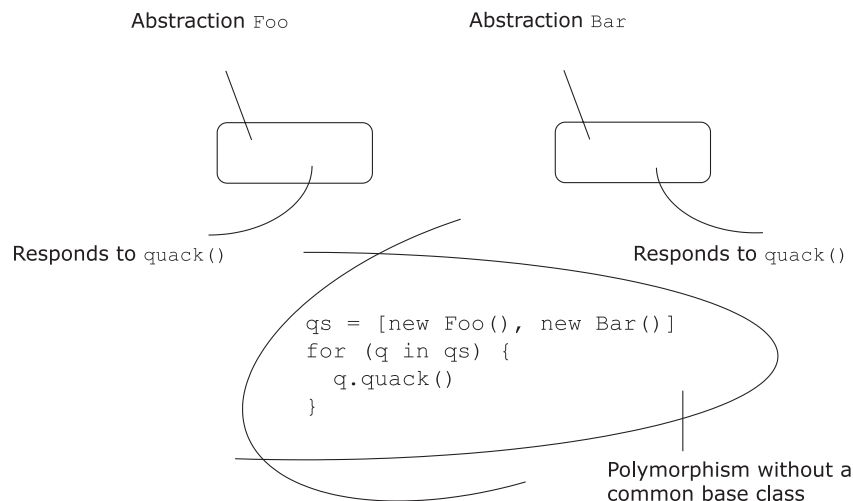 Abstraction Foo
Abstraction Bar
Responds to quack()
Responds to quack()
qs = [new Foo(), new Bar()]
for (q in qs) {
  q.quack()
}
Polymorphism without a
common base class